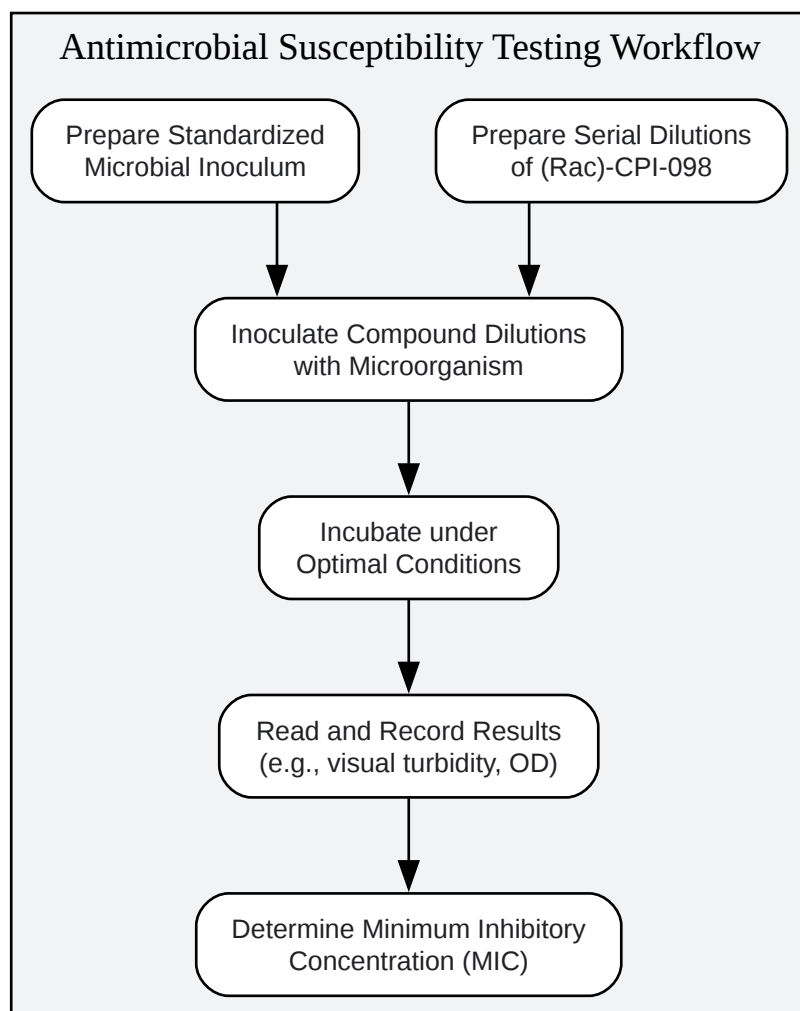 Antimicrobial Susceptibility Testing Workflow
Prepare Standardized
Microbial Inoculum
Prepare Serial Dilutions
of (Rac)-CPI-098
Inoculate Compound Dilutions
with Microorganism
Incubate under
Optimal Conditions
Read and Record Results
(e.g., visual turbidity, OD)
Determine Minimum Inhibitory
Concentration (MIC)